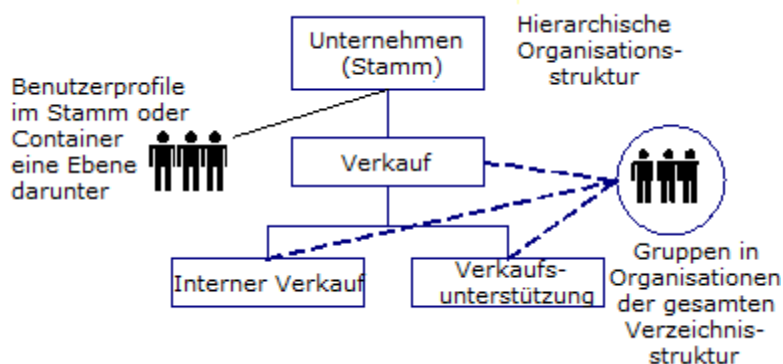 Unternehmen
(Stamm)
Hierarchische
Organisations-
struktur
Benutzerprofile
im Stamm oder
Container
eine Ebene
darunter
Verkauf
Interner Verkauf
Verkaufs-
unterstützung
Gruppen in
Organisationen
der gesamten
Verzeichnis-
struktur